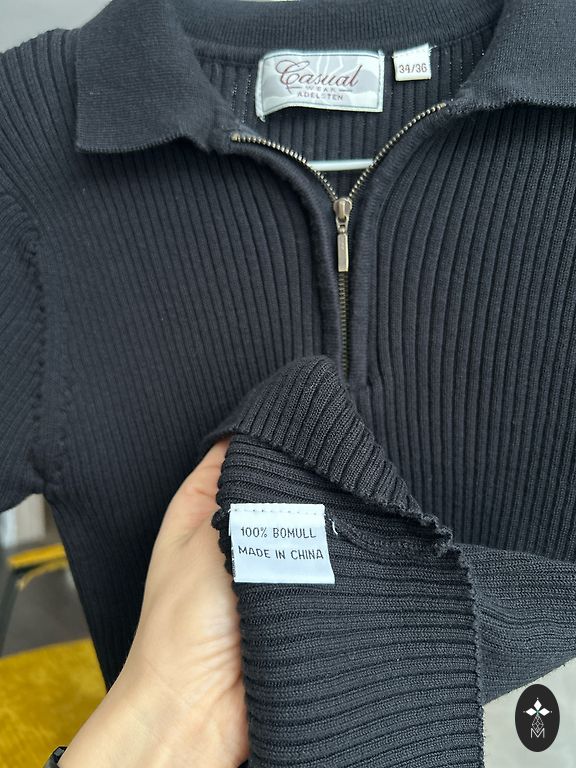 Casual
WEAR
ADELSTEN
34/36
100% BOMULL
MADE IN CHINA
M